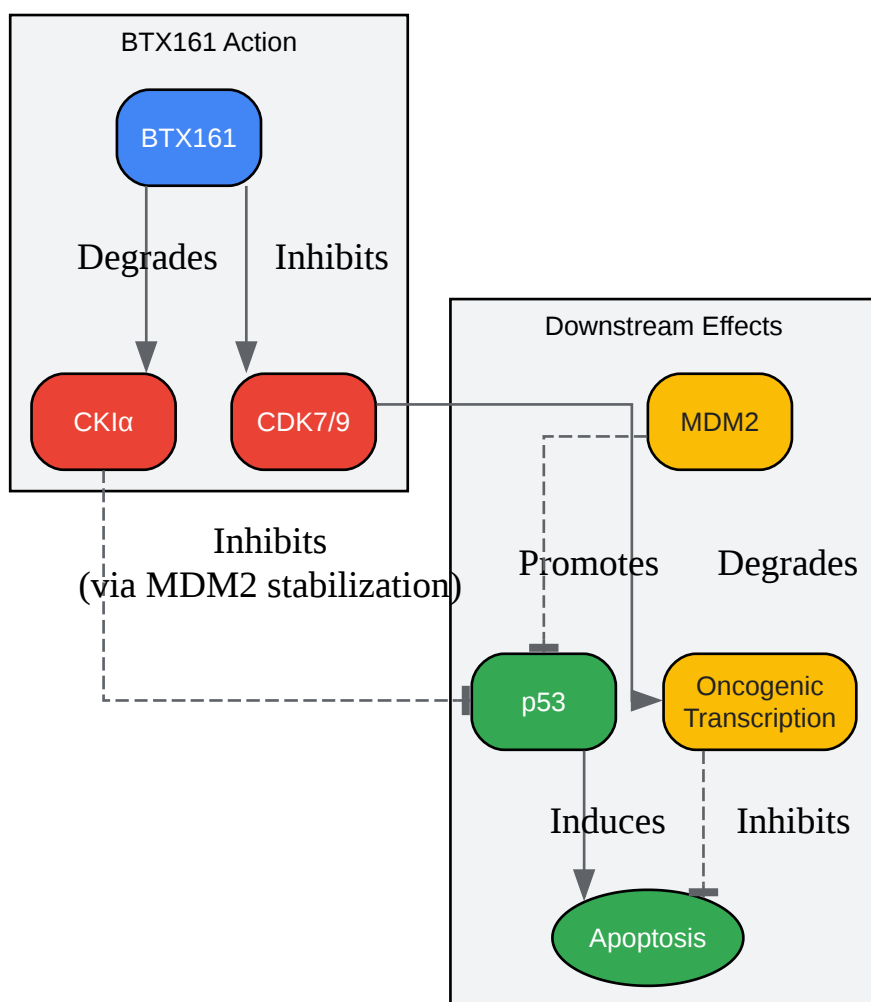 BTX161 Action
BTX161
Degrades
Inhibits
Downstream Effects
CKIα
CDK7/9
MDM2
Inhibits
(via MDM2 stabilization)
Promotes
Degrades
p53
Oncogenic
Transcription
Induces
Inhibits
Apoptosis